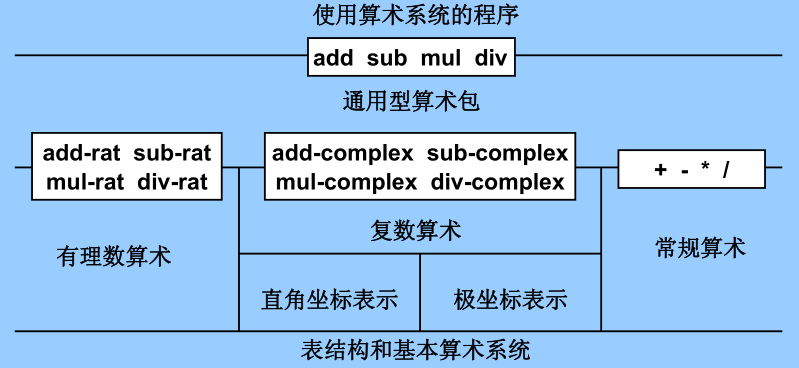 使用算术系统的程序
add sub mul div
通用型算术包
add-rat sub-rat
mul-rat div-rat
add-complex sub-complex
mul-complex div-complex
+ - * /
有理数算术
复数算术
常规算术
直角坐标表示
极坐标表示
表结构和基本算术系统